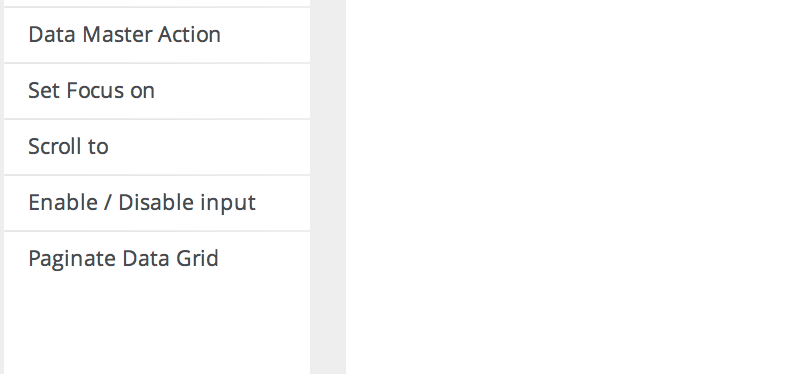 Data Master Action
Set Focus on
Scroll to
Enable / Disable input
Paginate Data Grid